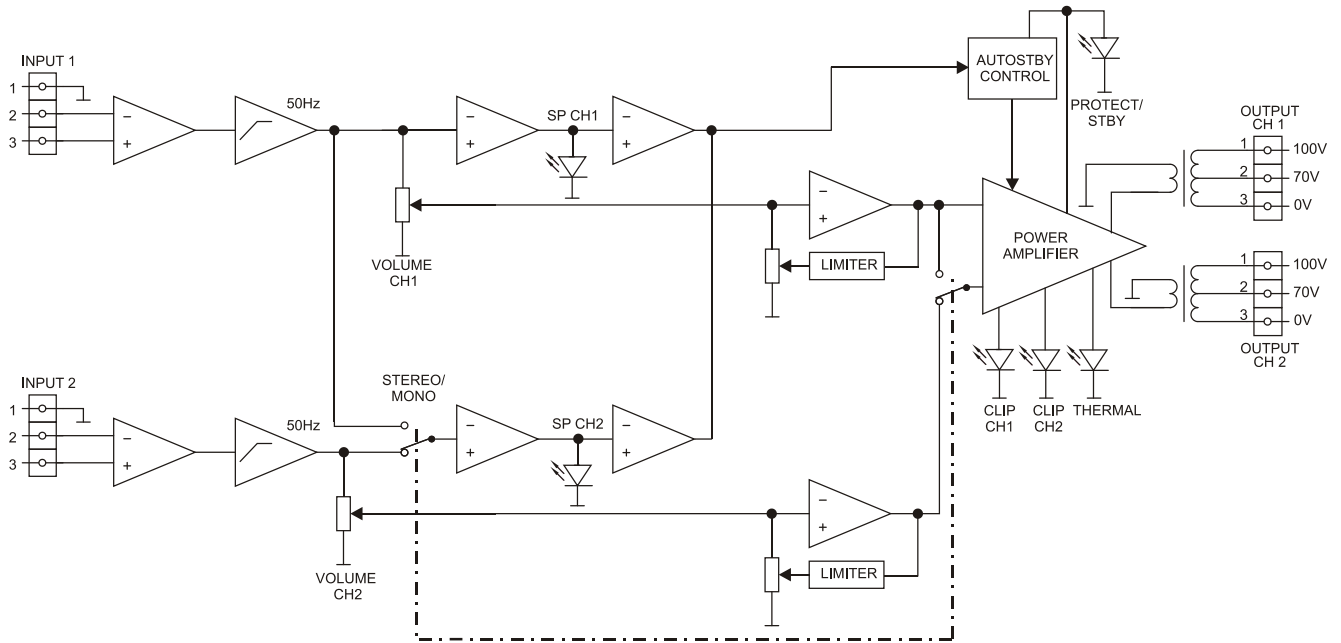 INPUT 1
1
2
3
−
+
50Hz
−
+
SP CH1
−
+
AUTOSTBY
CONTROL
PROTECT/
STBY
OUTPUT
CH 1
1
100V
2
70V
3
0V
VOLUME
CH1
−
+
LIMITER
POWER
AMPLIFIER
1
100V
2
70V
3
0V
OUTPUT
CH 2
CLIP
CH1
CLIP
CH2
THERMAL
INPUT 2
1
2
3
−
+
50Hz
STEREO/
MONO
−
+
SP CH2
−
+
VOLUME
CH2
−
+
LIMITER